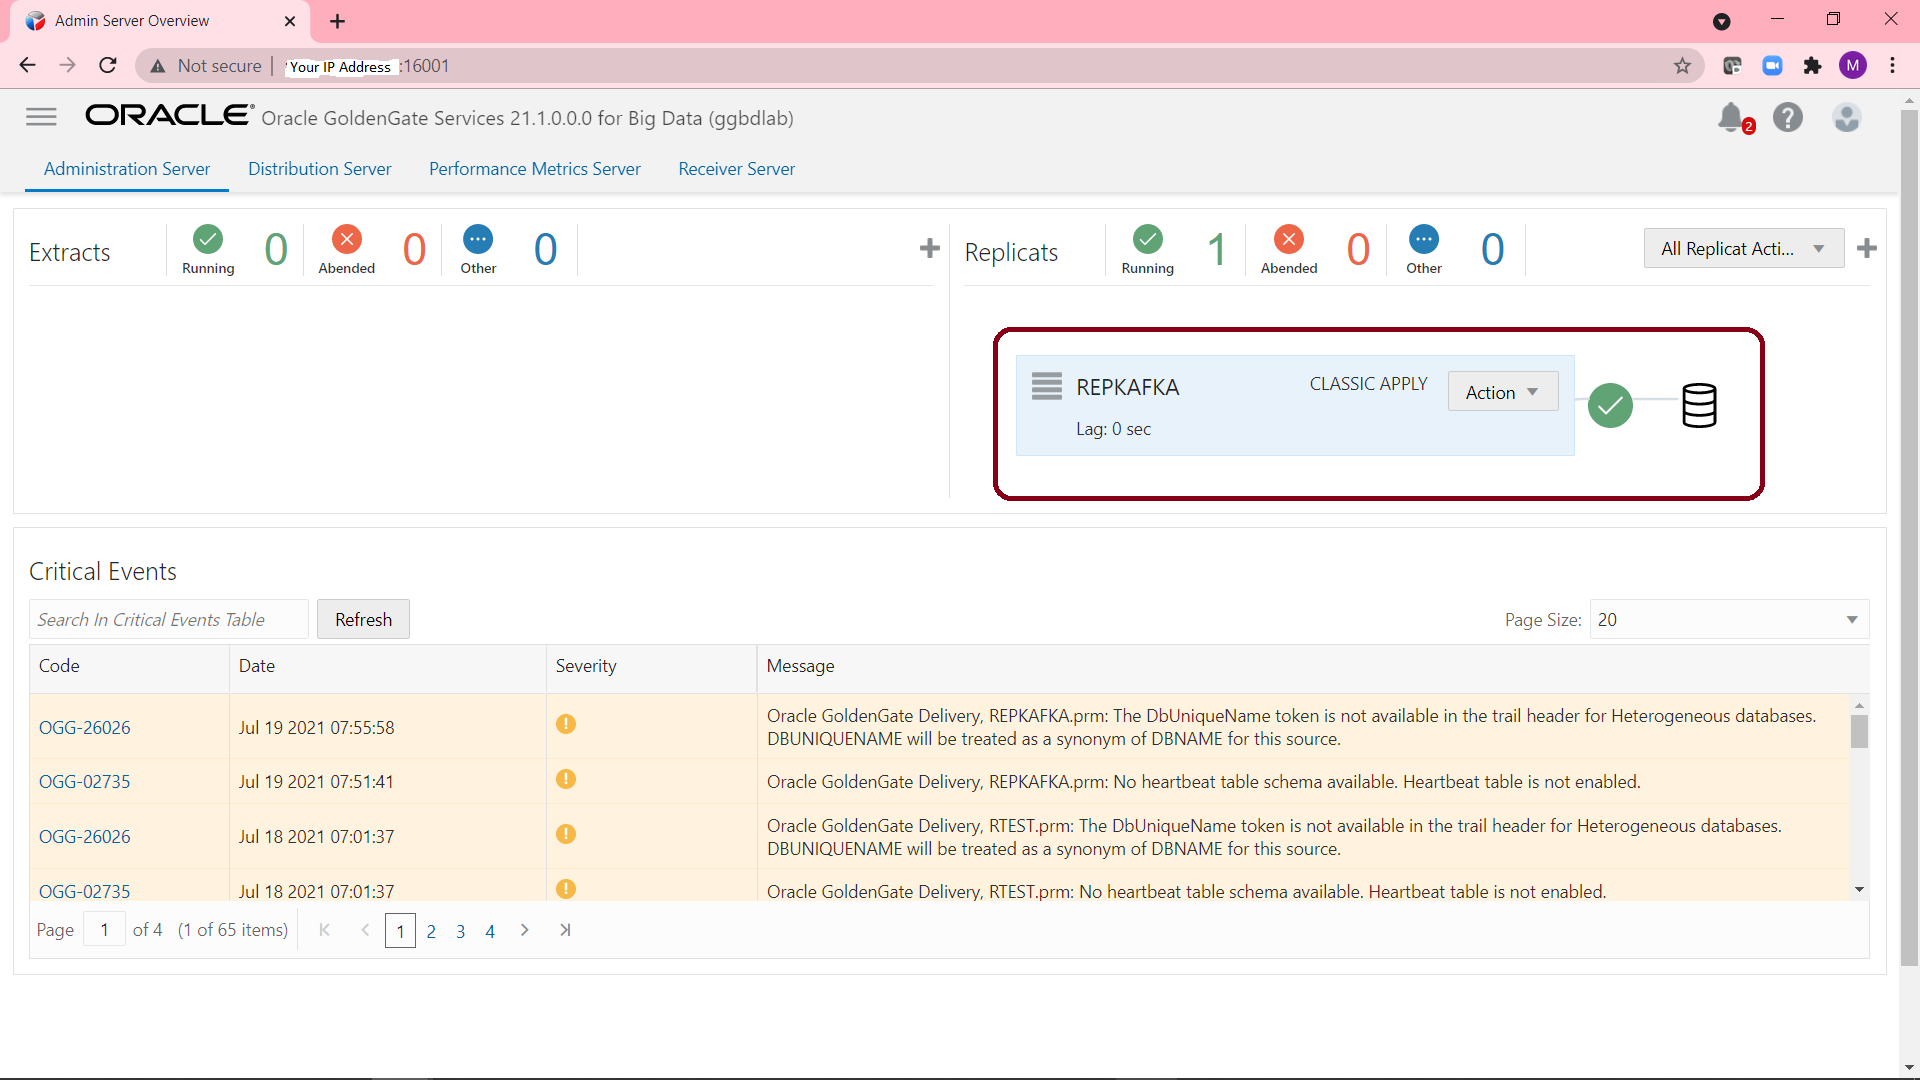 Admin Server Overview
Not secure
Your IP Address :16001
M
ORACLE Oracle GoldenGate Services 21.1.0.0.0 for Big Data (ggbdlab)
2
Administration Server
Distribution Server
Performance Metrics Server
Receiver Server
Extracts
Running
0
Abended
0
Other
0
Replicats
Running
1
Abended
0
Other
0
All Replicat Acti...
REPKAFKA
CLASSIC APPLY
Action
Lag: 0 sec
Critical Events
Search In Critical Events Table
Refresh
Page Size:
20
Code
Date
Severity
Message
OGG-26026
Jul 19 2021 07:55:58
Oracle GoldenGate Delivery, REPKAFKA.prm: The DbUniqueName token is not available in the trail header for Heterogeneous databases.
DBUNIQUENAME will be treated as a synonym of DBNAME for this source.
OGG-02735
Jul 19 2021 07:51:41
Oracle GoldenGate Delivery, REPKAFKA.prm: No heartbeat table schema available. Heartbeat table is not enabled.
OGG-26026
Jul 18 2021 07:01:37
Oracle GoldenGate Delivery, RTEST.prm: The DbUniqueName token is not available in the trail header for Heterogeneous databases.
DBUNIQUENAME will be treated as a synonym of DBNAME for this source.
OGG-02735
Jul 18 2021 07:01:37
Oracle GoldenGate Delivery, RTEST.prm: No heartbeat table schema available. Heartbeat table is not enabled.
Page 1 of 4 (1 of 65 items) 1 2 3 4